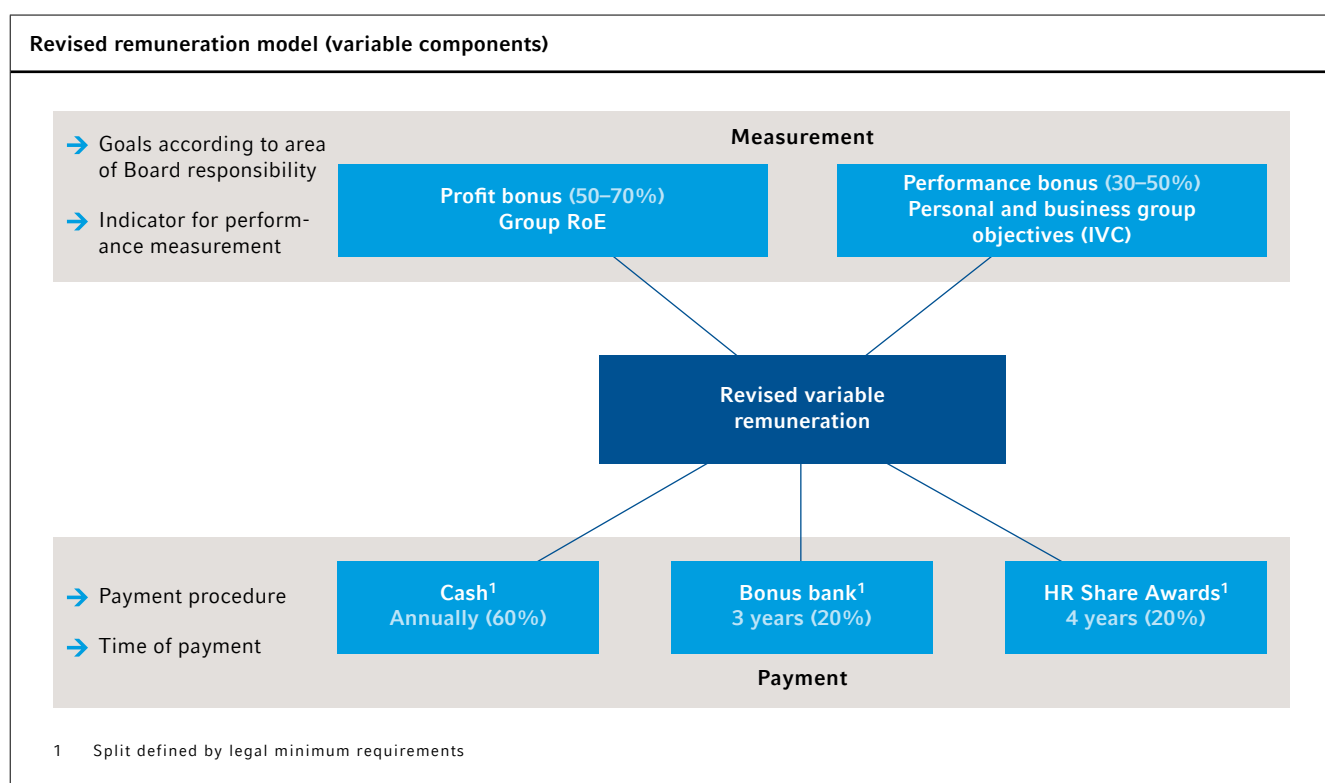 Revised remuneration model (variable components)
Goals according to area
of Board responsibility
Indicator for perform-
ance measurement
Measurement
Profit bonus (50–70%)
Group RoE
Performance bonus (30–50%)
Personal and business group
objectives (IVC)
Revised variable
remuneration
Payment procedure
Time of payment
Cash¹
Annually (60%)
Bonus bank¹
3 years (20%)
HR Share Awards¹
4 years (20%)
Payment
1 Split defined by legal minimum requirements